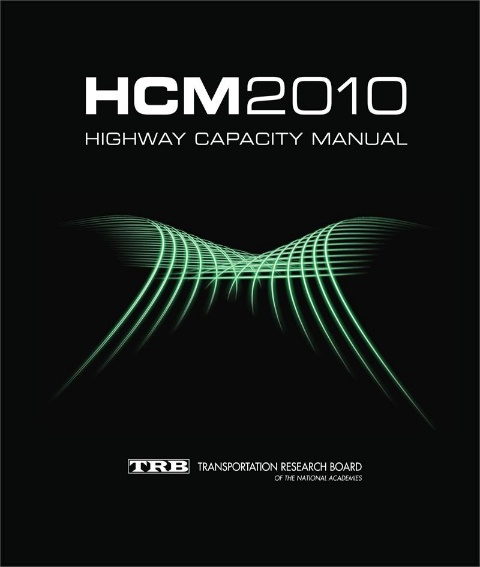 HCM2010
HIGHWAY CAPACITY MANUAL
TRB TRANSPORTATION RESEARCH BOARD
OF THE NATIONAL ACADEMIES